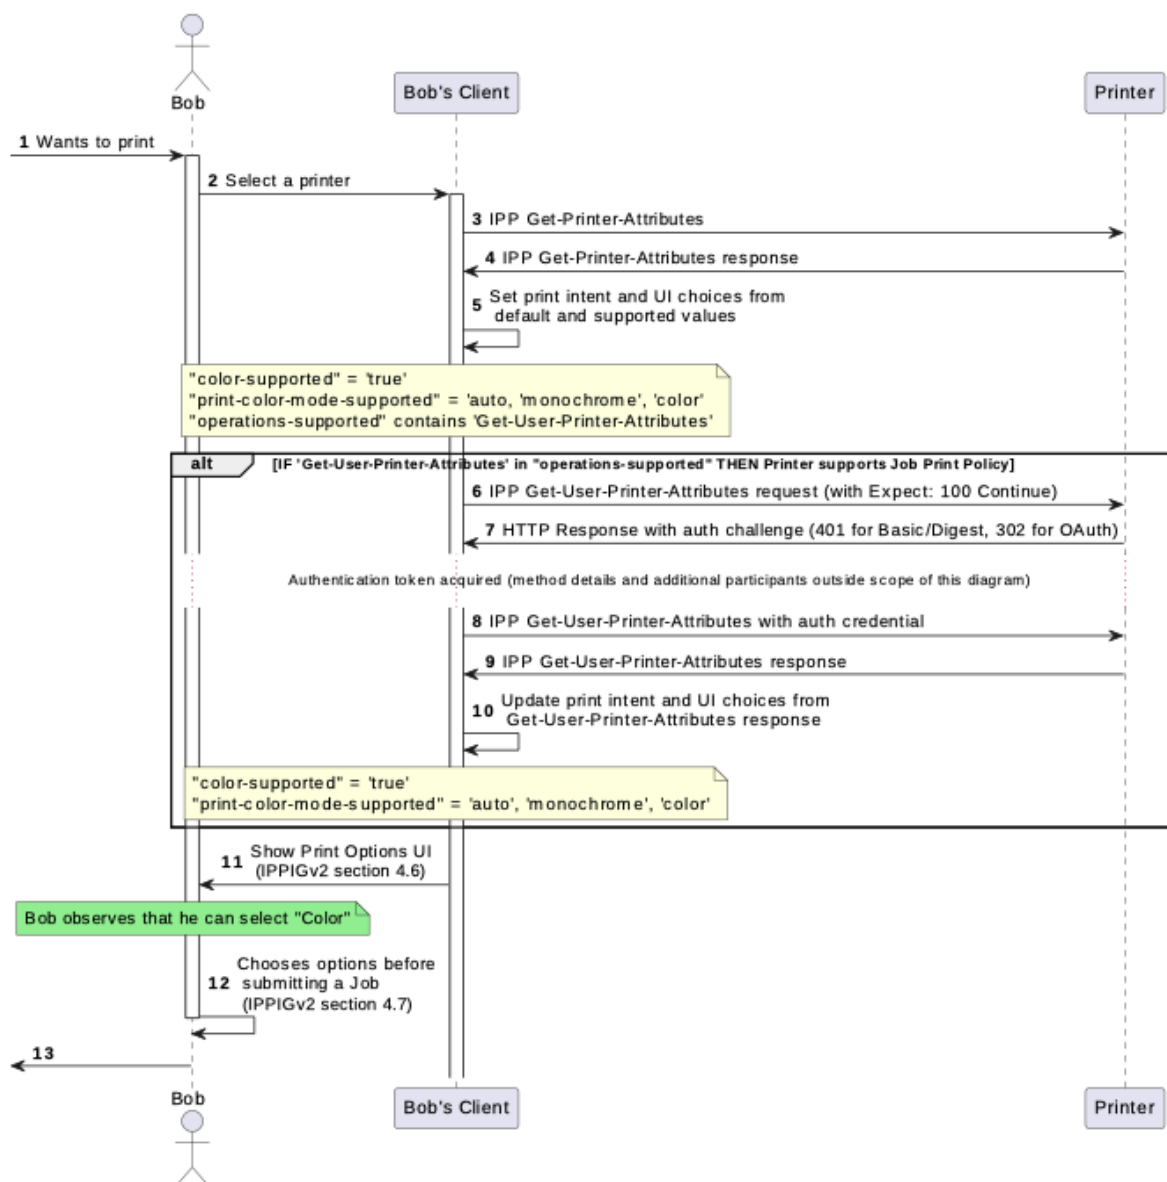 Bob
Bob's Client
Printer
1 Wants to print
2 Select a printer
3 IPP Get-Printer-Attributes
4 IPP Get-Printer-Attributes response
5 Set print intent and UI choices from
default and supported values
"color-supported" = 'true'
"print-color-mode-supported" = 'auto, 'monochrome', 'color'
"operations-supported" contains 'Get-User-Printer-Attributes'
alt [IF 'Get-User-Printer-Attributes' in "operations-supported" THEN Printer supports Job Print Policy]
6 IPP Get-User-Printer-Attributes request (with Expect: 100 Continue)
7 HTTP Response with auth challenge (401 for Basic/Digest, 302 for OAuth)
Authentication token acquired (method details and additional participants outside scope of this diagram)
8 IPP Get-User-Printer-Attributes with auth credential
9 IPP Get-User-Printer-Attributes response
10 Update print intent and UI choices from
Get-User-Printer-Attributes response
"color-supported" = 'true'
"print-color-mode-supported" = 'auto', 'monochrome', 'color'
11 Show Print Options UI
(IPPIGv2 section 4.6)
Bob observes that he can select "Color"
12 Chooses options before
submitting a Job
(IPPIGv2 section 4.7)
13
Bob
Bob's Client
Printer